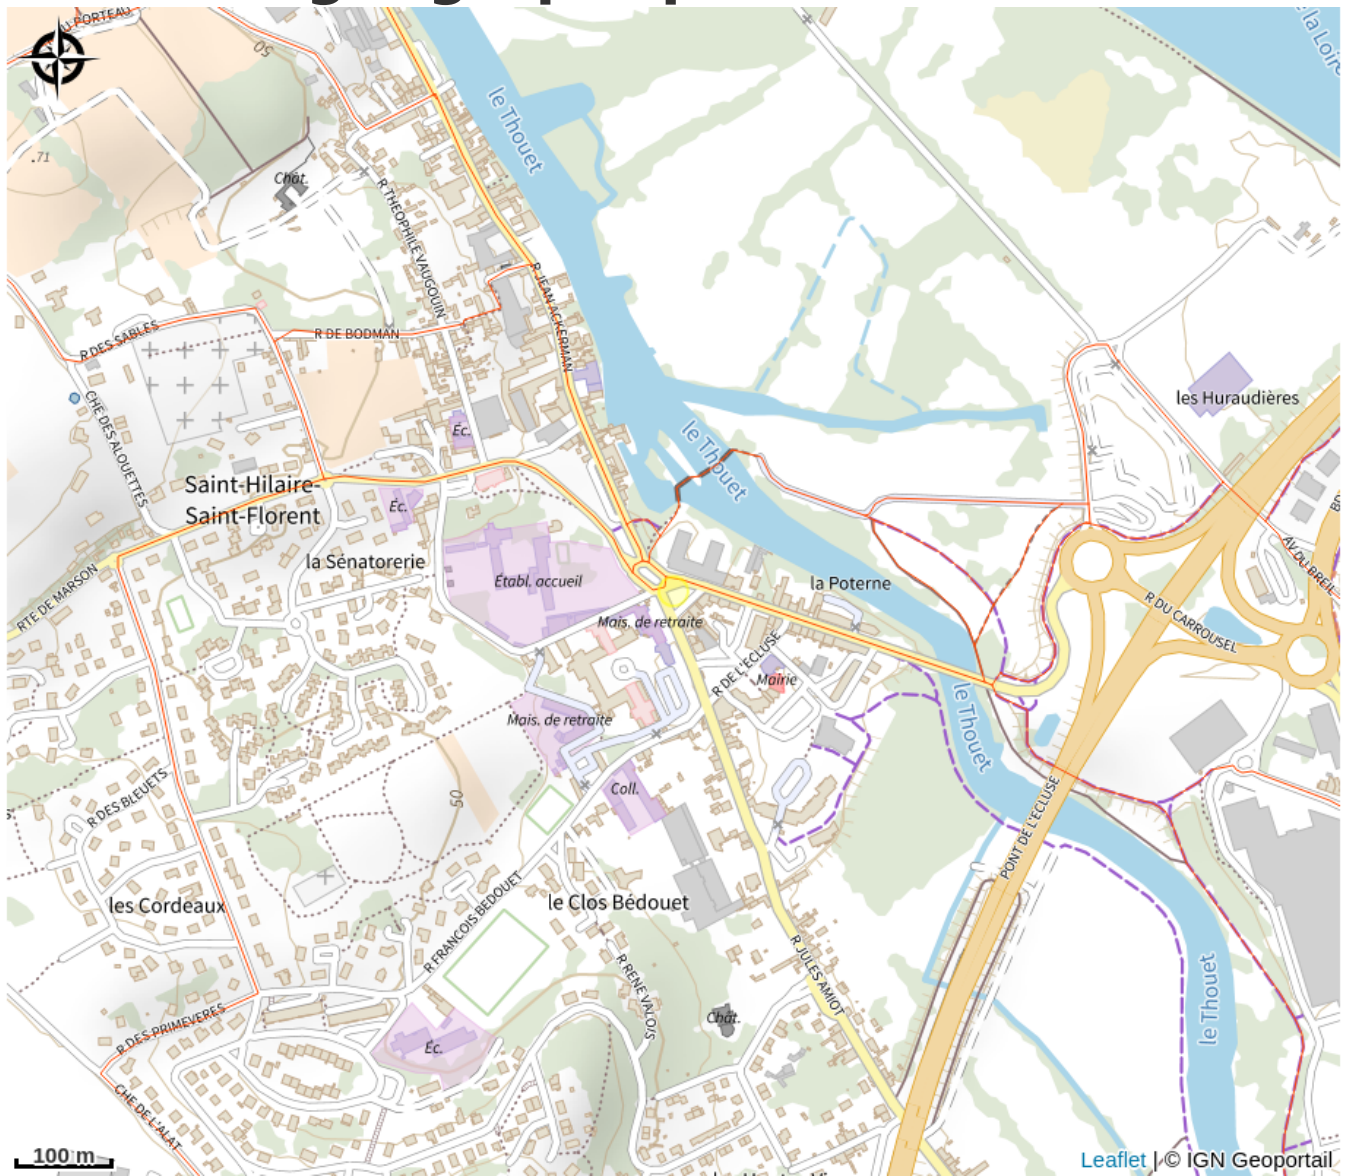 U PORTEAU
50
.71
Chât.
le Thouet
la Loire
R THEOPHILE VAUGOUIN
R JEAN ACKERMAN
R DES SABLES
R DE BODMAN
CHE DES ALOUETTES
les Huraudières
Éc.
le Thouet
Saint-Hilaire-
Saint-Florent
Éc.
la Sénatorerie
Établ. accueil
la Poterne
AV DU BREIL
RTE DE MARSON
R DU CARROUSEL
Mais. de retraite
R DE L'ECLUSE
Mairie
Mais. de retraite
le Thouet
R DES BLEUETS
50
Coll.
PONT DE L'ECLUSE
les Cordeaux
le Clos Bédouet
R FRANCOIS BEDOUET
R RENE VALOIS
R JULES AMIOT
le Thouet
Chât.
R DES PRIMEVERES
Éc.
CHE DE L'ALAT
100 m
Leaflet | © IGN Geoportail